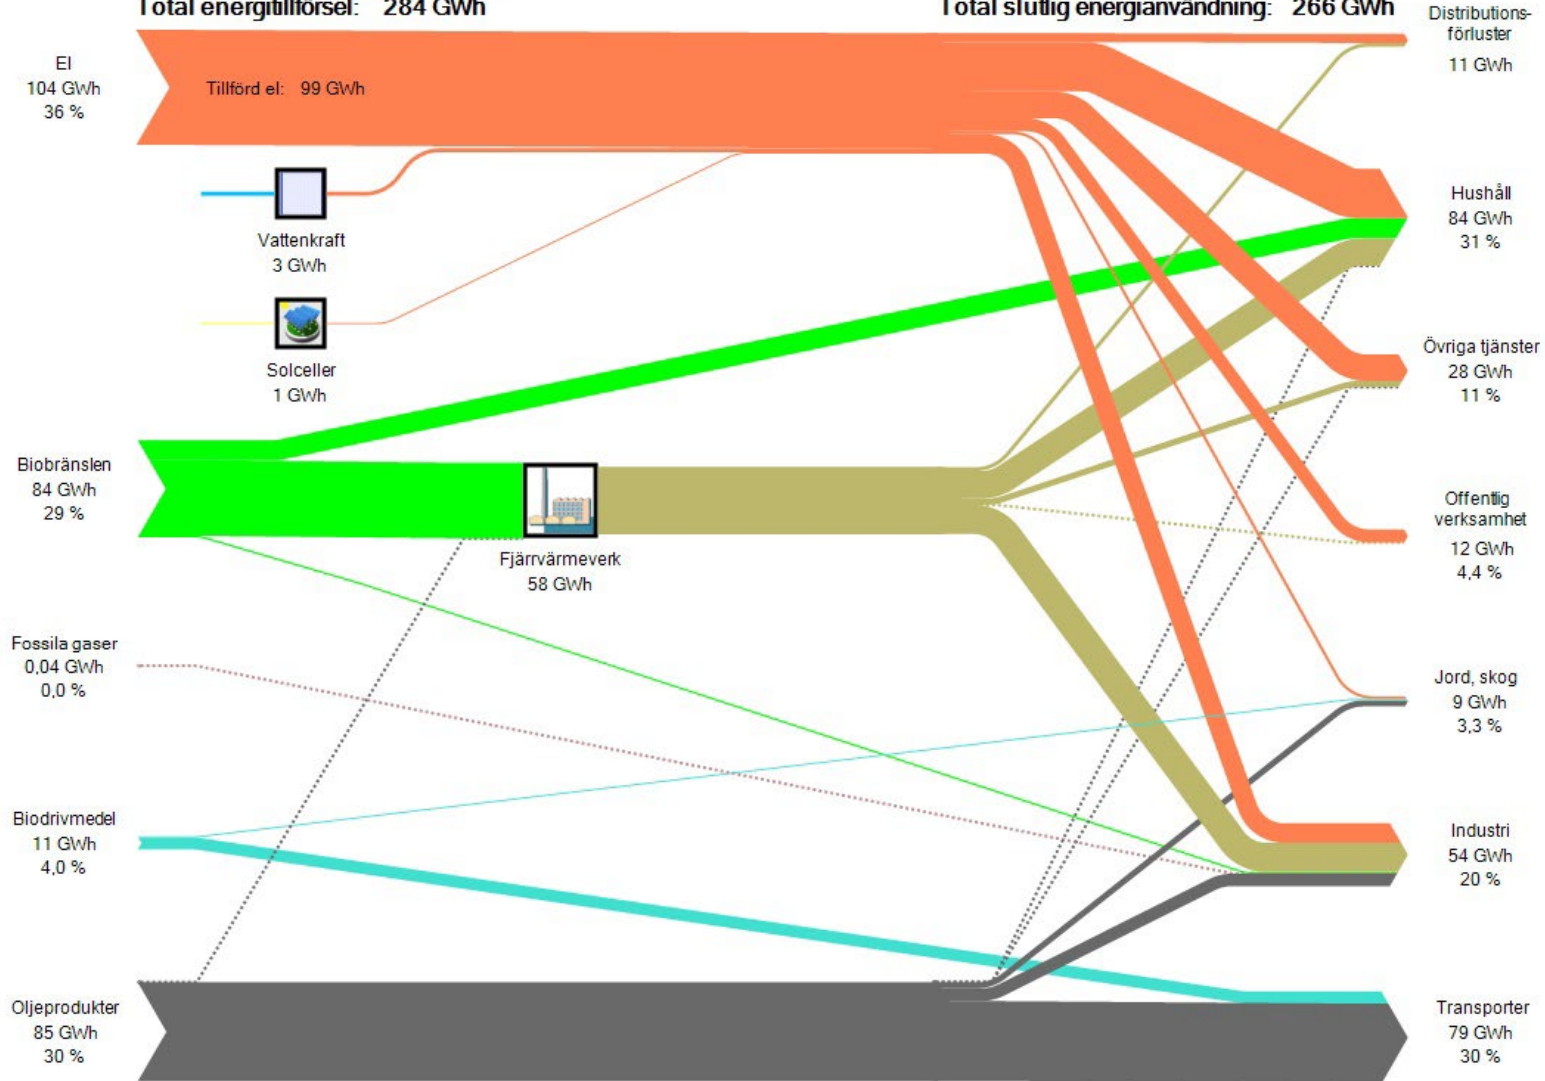 Total energitillförsel: 284 GWh
Total slutlig energianvändning: 266 GWh
El
104 GWh
36 %
Tillförd el: 99 GWh
Vattenkraft
3 GWh
Solceller
1 GWh
Biobränslen
84 GWh
29 %
Fjärrvärmeverk
58 GWh
Fossila gaser
0,04 GWh
0,0 %
Biodrivmedel
11 GWh
4,0 %
Oljeprodukter
85 GWh
30 %
Distributions-
förluster
11 GWh
Hushåll
84 GWh
31 %
Övriga tjänster
28 GWh
11 %
Offentlig
verksamhet
12 GWh
4,4 %
Jord, skog
9 GWh
3,3 %
Industri
54 GWh
20 %
Transporter
79 GWh
30 %